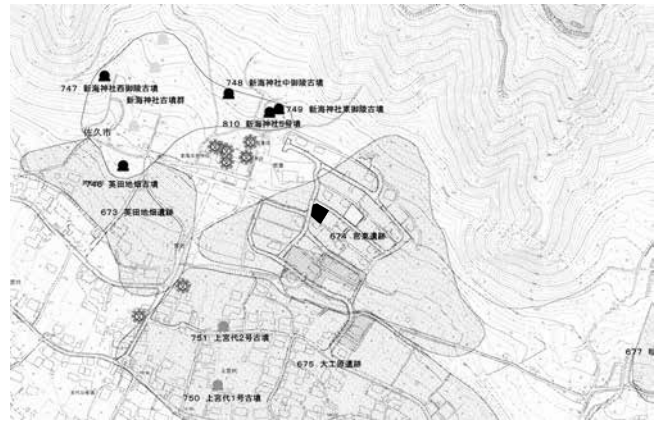 748 新海神社中御陵古墳
747 新海神社西御陵古墳
新海神社古墳群
749 新海神社東御陵古墳
810 新海神社5号古墳
佐久市
746 英田地畑古墳
673 英田地畑遺跡
674 宮東遺跡
751 上宮代2号古墳
675 大工原遺跡
677
750 上宮代1号古墳